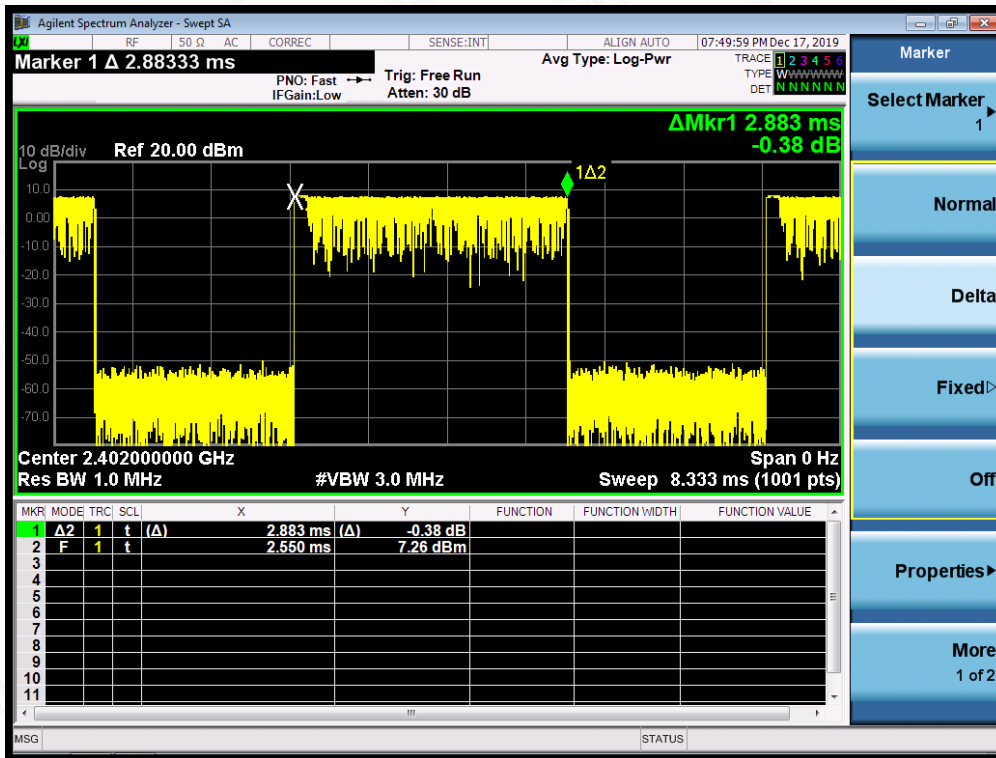 Agilent Spectrum Analyzer - Swept SA
LXI RF 50 Ω AC CORREC SENSE:INT ALIGN AUTO 07:49:59 PM Dec 17, 2019
Marker 1 Δ 2.88333 ms
PNO: Fast
IFGain:Low
Trig: Free Run
Atten: 30 dB
Avg Type: Log-Pwr
TRACE 1 2 3 4 5 6
TYPE W
DET N N N N N N
ΔMkr1 2.883 ms
-0.38 dB
10 dB/div Ref 20.00 dBm
Log
1Δ2
10.0
0.00
-10.0
-20.0
-30.0
-40.0
-50.0
-60.0
-70.0
Center 2.402000000 GHz Span 0 Hz
Res BW 1.0 MHz #VBW 3.0 MHz Sweep 8.333 ms (1001 pts)
MKR MODE TRC SCL X Y FUNCTION FUNCTION WIDTH FUNCTION VALUE
1 Δ2 1 t (Δ) 2.883 ms (Δ) -0.38 dB
2 F 1 t 2.550 ms 7.26 dBm
3
4
5
6
7
8
9
10
11
MSG STATUS
Marker
Select Marker
1
Normal
Delta
Fixed
Off
Properties
More
1 of 2